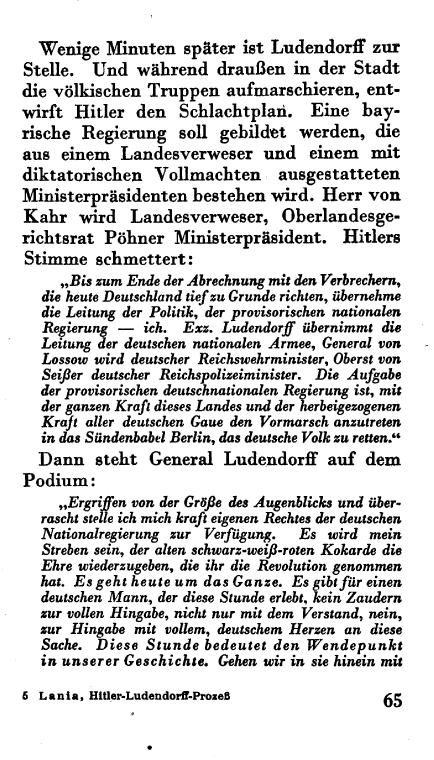 Wenige Minuten später ist Ludendorff zur
Stelle. Und während draußen in der Stadt
die völkischen Truppen aufmarschieren, ent-
wirft Hitler den Schlachtplan. Eine bay-
rische Regierung soll gebildet werden, die
aus einem Landesverweser und einem mit
diktatorischen Vollmachten ausgestatteten
Ministerpräsidenten bestehen wird. Herr von
Kahr wird Landesverweser, Oberlandesge-
richtsrat Pöhner Ministerpräsident. Hitlers
Stimme schmettert:
„Bis zum Ende der Abrechnung mit den Verbrechern,
die heute Deutschland tief zu Grunde richten, übernehme
die Leitung der Politik, der provisorischen nationalen
Regierung — ich. Exz. Ludendorff übernimmt die
Leitung der deutschen nationalen Armee, General von
Lossow wird deutscher Reichswehrminister, Oberst von
Seißer deutscher Reichspolizeiminister. Die Aufgabe
der provisorischen deutschnationalen Regierung ist, mit
der ganzen Kraft dieses Landes und der herbeigezogenen
Kraft aller deutschen Gaue den Vormarsch anzutreten
in das Sündenbabel Berlin, das deutsche Volk zu retten.“
Dann steht General Ludendorff auf dem
Podium:
„Ergriffen von der Größe des Augenblicks und über-
rascht stelle ich mich kraft eigenen Rechtes der deutschen
Nationalregierung zur Verfügung. Es wird mein
Streben sein, der alten schwarz-weiß-roten Kokarde die
Ehre wiederzugeben, die ihr die Revolution genommen
hat. Es geht heute um das Ganze. Es gibt für einen
deutschen Mann, der diese Stunde erlebt, kein Zaudern
zur vollen Hingabe, nicht nur mit dem Verstand, nein,
zur Hingabe mit vollem, deutschem Herzen an diese
Sache. Diese Stunde bedeutet den Wendepunkt
in unserer Geschichte. Gehen wir in sie hinein mit
5 Lania, Hitler-Ludendorff-Prozeß
65